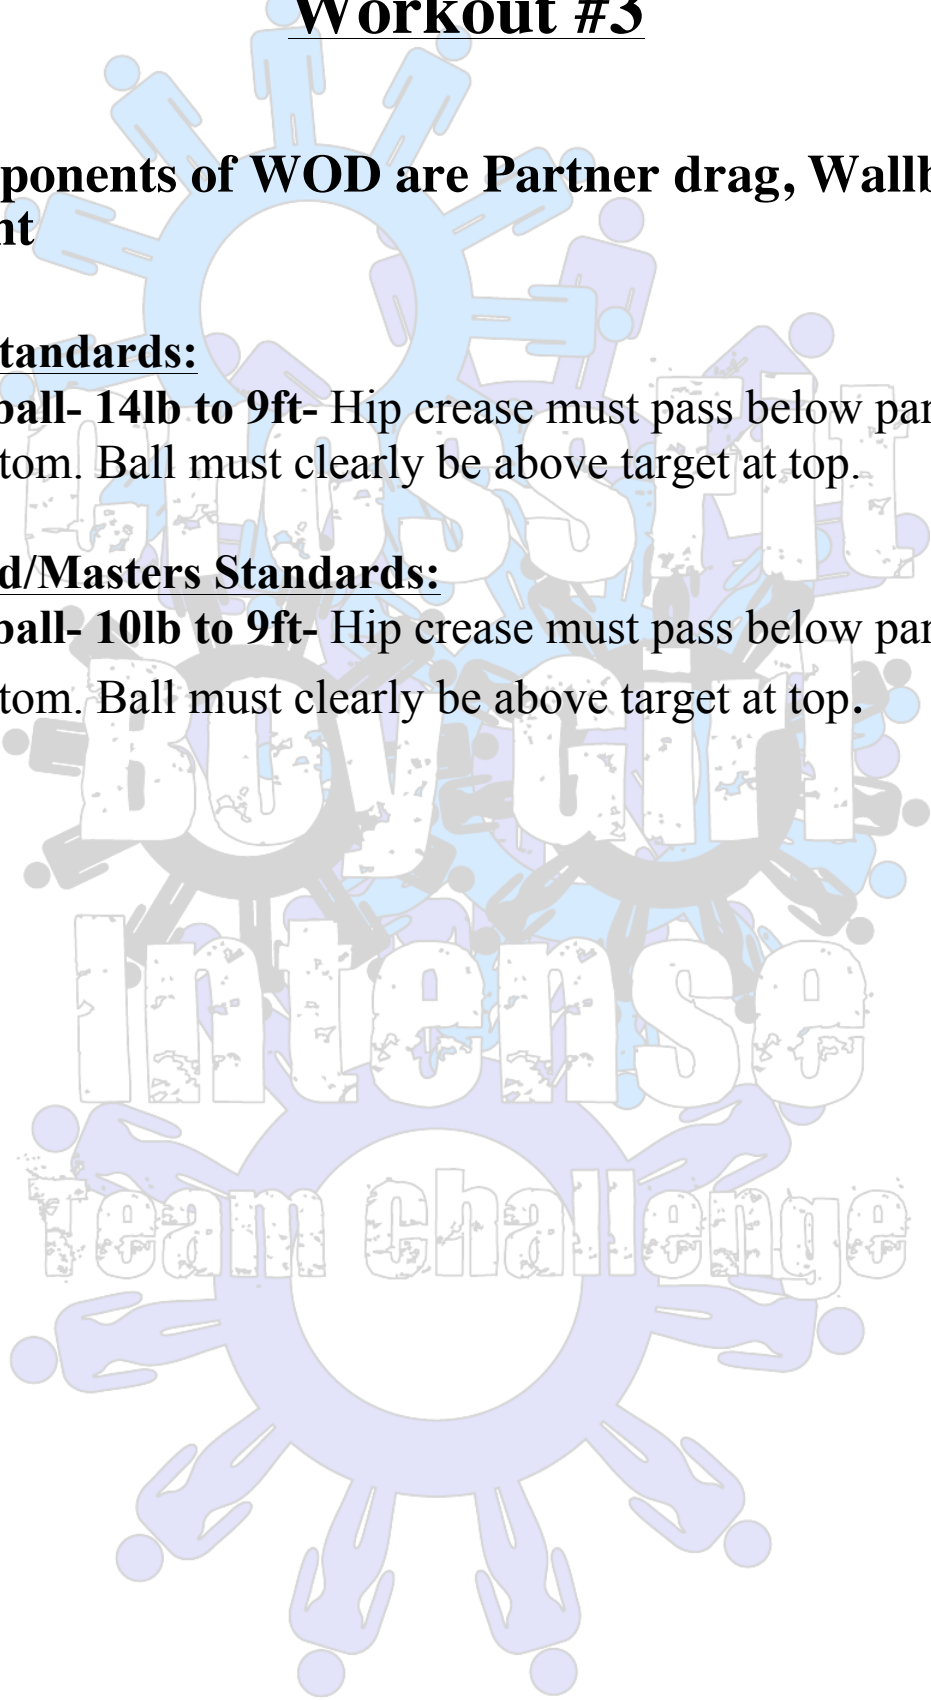 Workout #3
ponents of WOD are Partner drag, Wallb
nt
tandards:
ball- 14lb to 9ft- Hip crease must pass below par
tom. Ball must clearly be above target at top.
d/Masters Standards:
ball- 10lb to 9ft- Hip crease must pass below par
tom. Ball must clearly be above target at top.
CrossFit
Boy Girl
Intense
Team Challenge